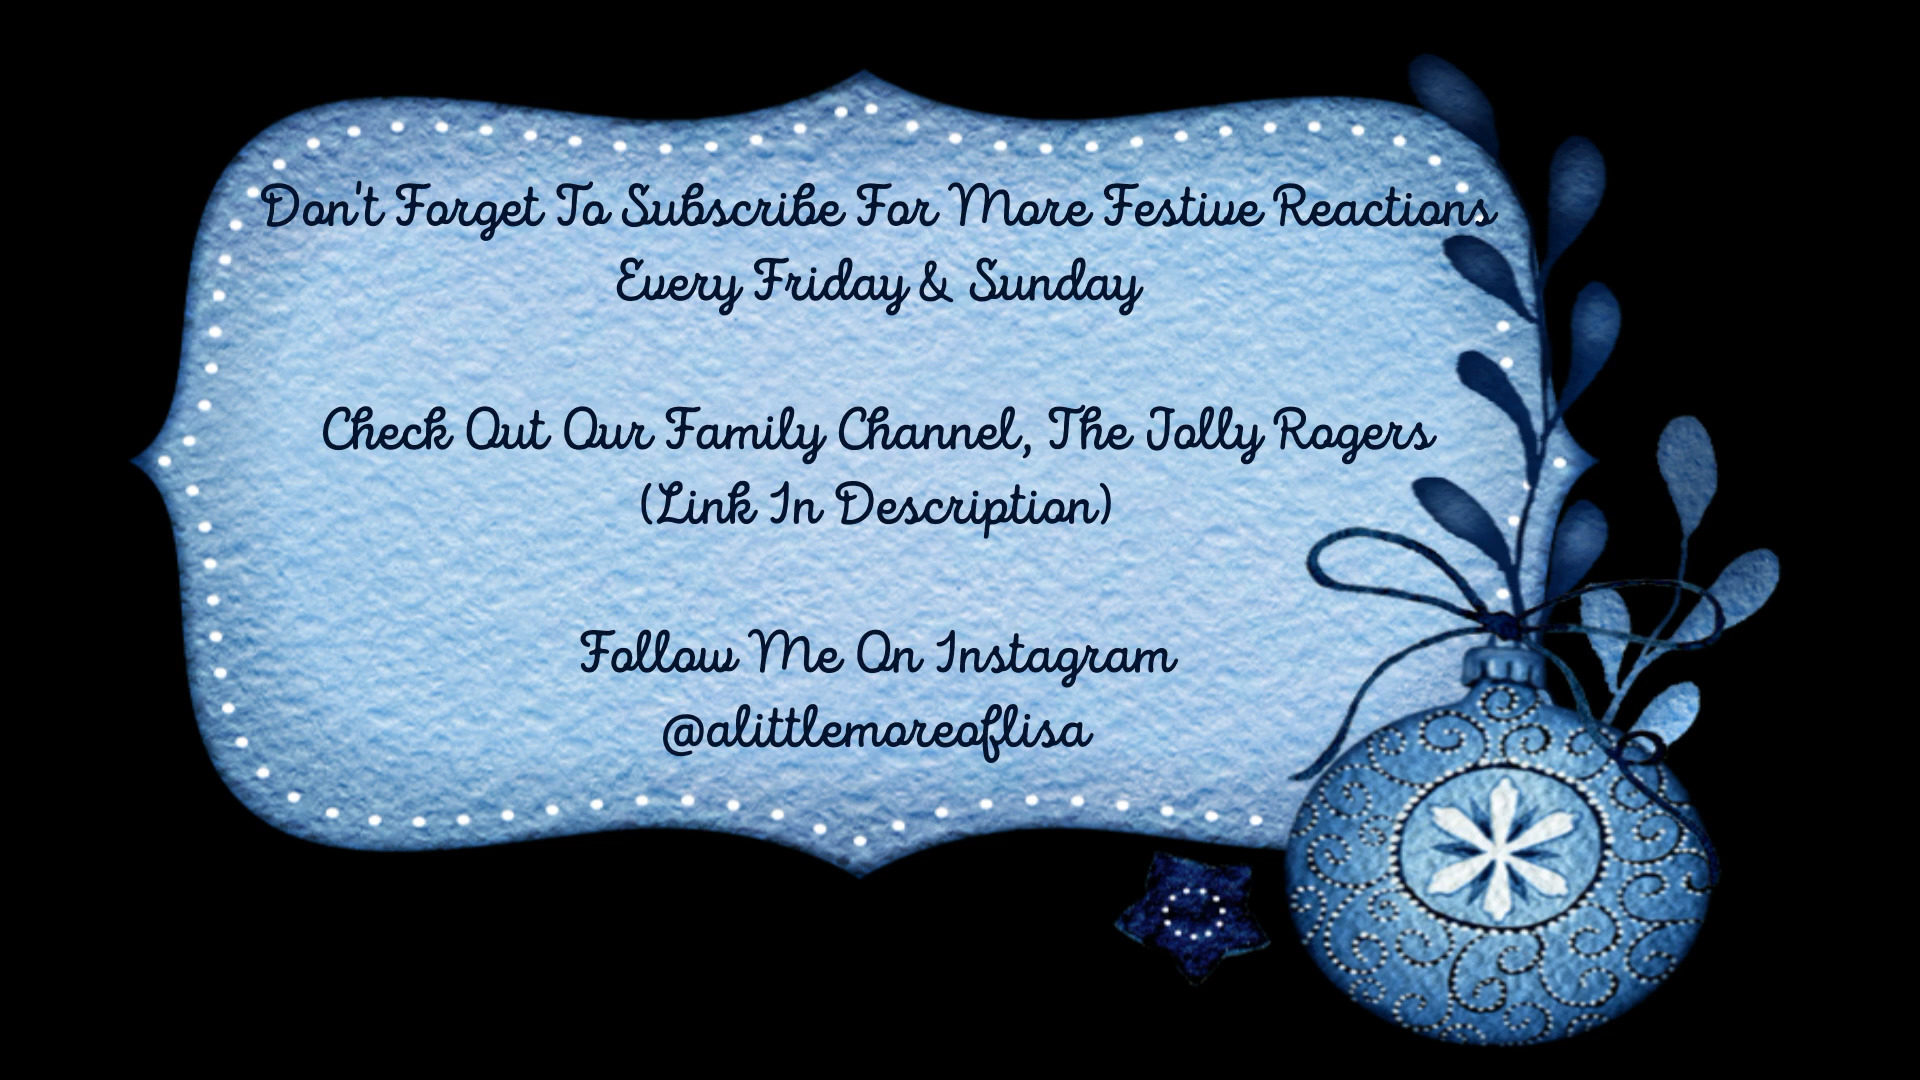 Don't Forget To Subscribe For More Festive Reactions
Every Friday & Sunday
Check Out Our Family Channel, The Jolly Rogers
(Link In Description)
Follow Me On Instagram
@alittlemoreoflisa